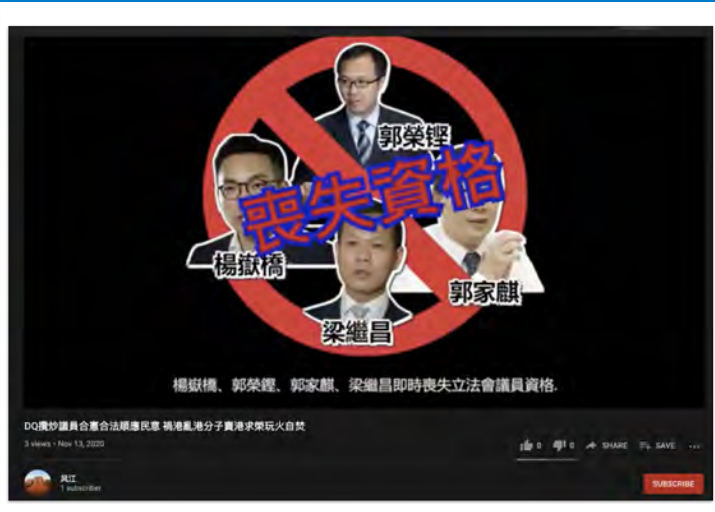 郭榮鏗
喪失資格
楊嶽橋
郭家麒
梁繼昌
楊嶽橋、郭榮鏗、郭家麒、梁繼昌即時喪失立法會議員資格.
DQ攬炒議員合憲合法順應民意 禍港亂港分子賣港求榮玩火自焚
3 views • Nov 13, 2020
0
0
SHARE
SAVE
...
风江
1 subscriber
SUBSCRIBE